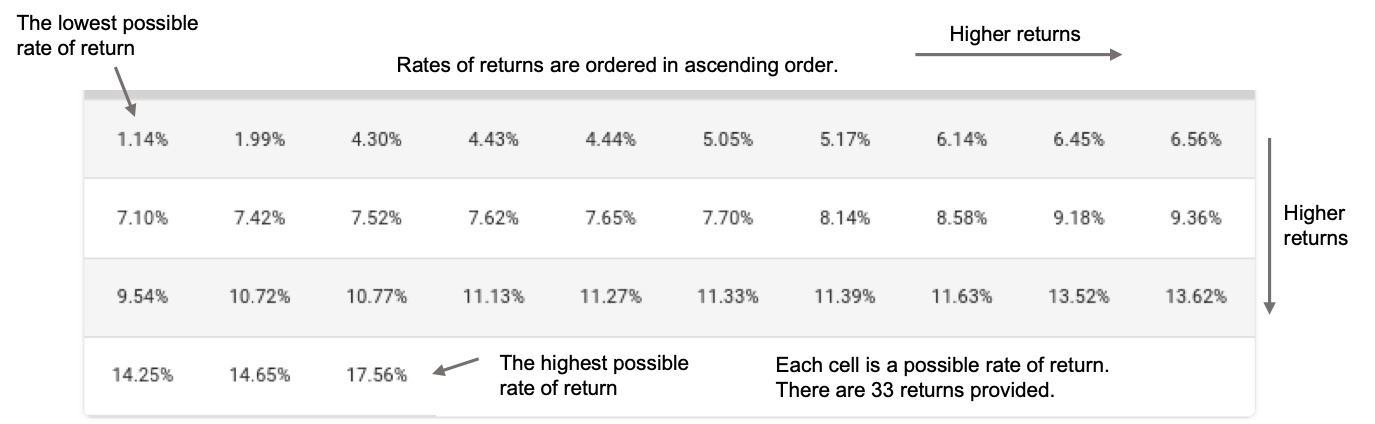 The lowest possible
rate of return
Higher returns
Rates of returns are ordered in ascending order.
1.14% 1.99% 4.30% 4.43% 4.44% 5.05% 5.17% 6.14% 6.45% 6.56%
7.10% 7.42% 7.52% 7.62% 7.65% 7.70% 8.14% 8.58% 9.18% 9.36%
Higher
returns
9.54% 10.72% 10.77% 11.13% 11.27% 11.33% 11.39% 11.63% 13.52% 13.62%
14.25% 14.65% 17.56%
The highest possible
rate of return
Each cell is a possible rate of return.
There are 33 returns provided.